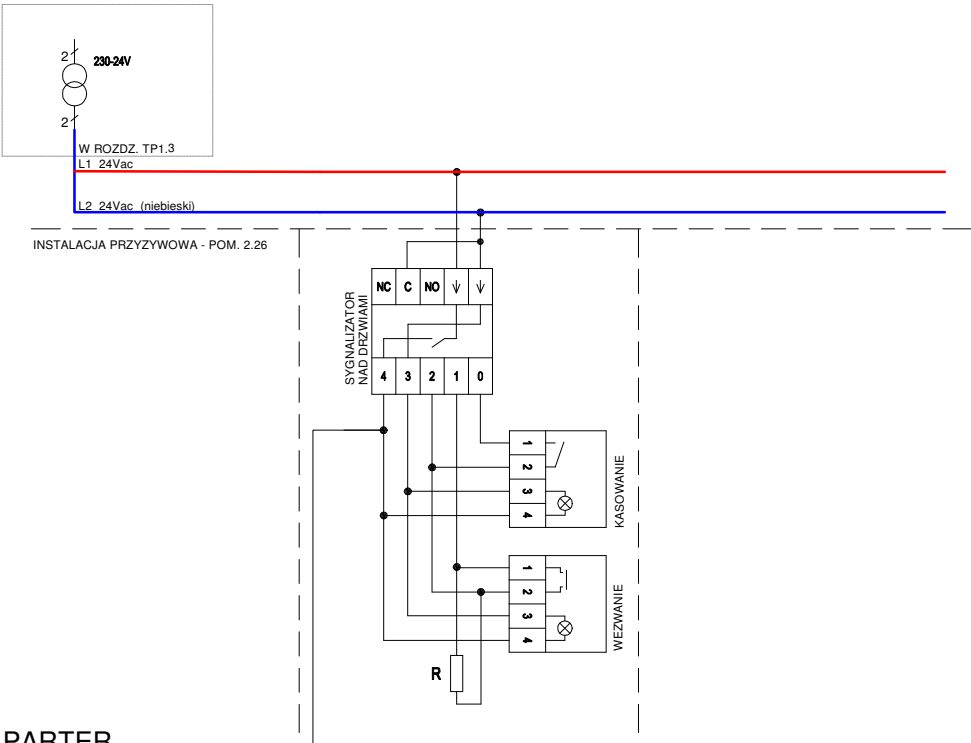 2
230-24V
2
W ROZDZ. TP1.3
L1 24Vac
L2 24Vac (niebieski)
INSTALACJA PRZYZYWOWA - POM. 2.26
SYGNALIZATOR
NAD DRZWIAMI
NC C NO
4 3 2 1 0
1
2
3
4
KASOWANIE
1
2
3
4
WEZWANIE
R
PARTER